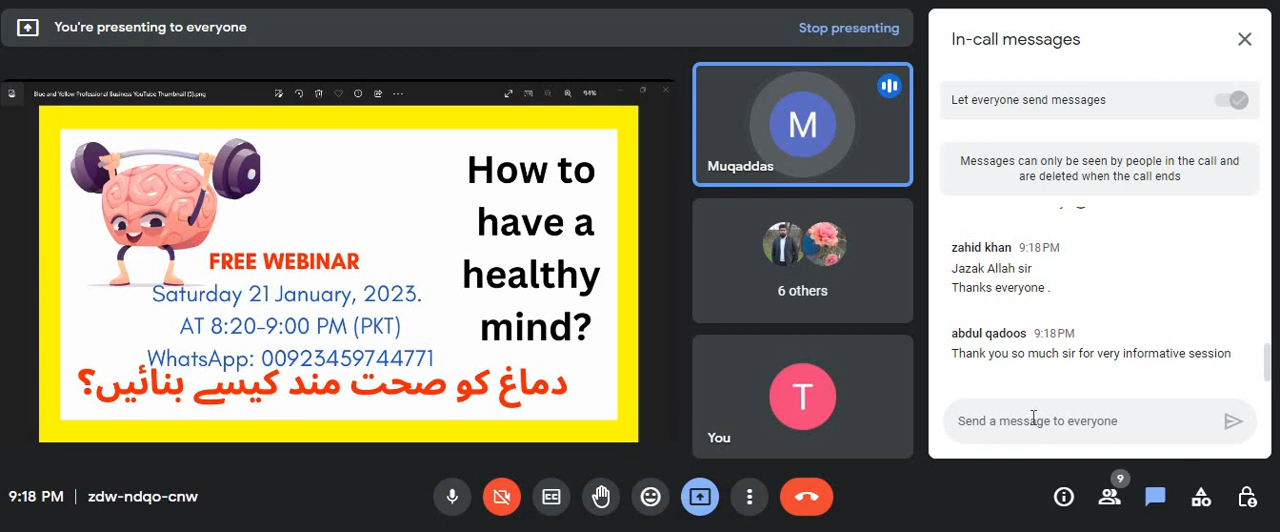 You're presenting to everyone
Stop presenting
Blue and Yellow Professional Business YouTube Thumbnail (5).png
94%
How to
have a
healthy
mind?
FREE WEBINAR
Saturday 21 January, 2023.
AT 8:20-9:00 PM (PKT)
WhatsApp: 00923459744771
دماغ کو صحت مند کیسے بنائیں؟
M
Muqaddas
6 others
T
You
In-call messages
Let everyone send messages
Messages can only be seen by people in the call and
are deleted when the call ends
zahid khan 9:18 PM
Jazak Allah sir
Thanks everyone .
abdul qadoos 9:18 PM
Thank you so much sir for very informative session
Send a message to everyone
9:18 PM | zdw-ndqo-cnw
9